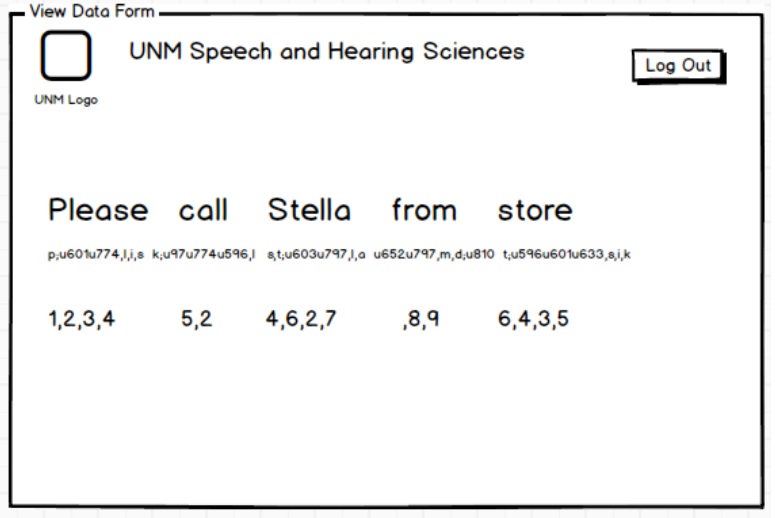 View Data Form
UNM Speech and Hearing Sciences
Log Out
UNM Logo
Please call Stella from store
p;u601u774,l,i,s k;u97u774u596,l s,t;u603u797,l,a u652u797,m,d;u810 t;u596u601u633,s,i,k
1,2,3,4 5,2 4,6,2,7 ,8,9 6,4,3,5